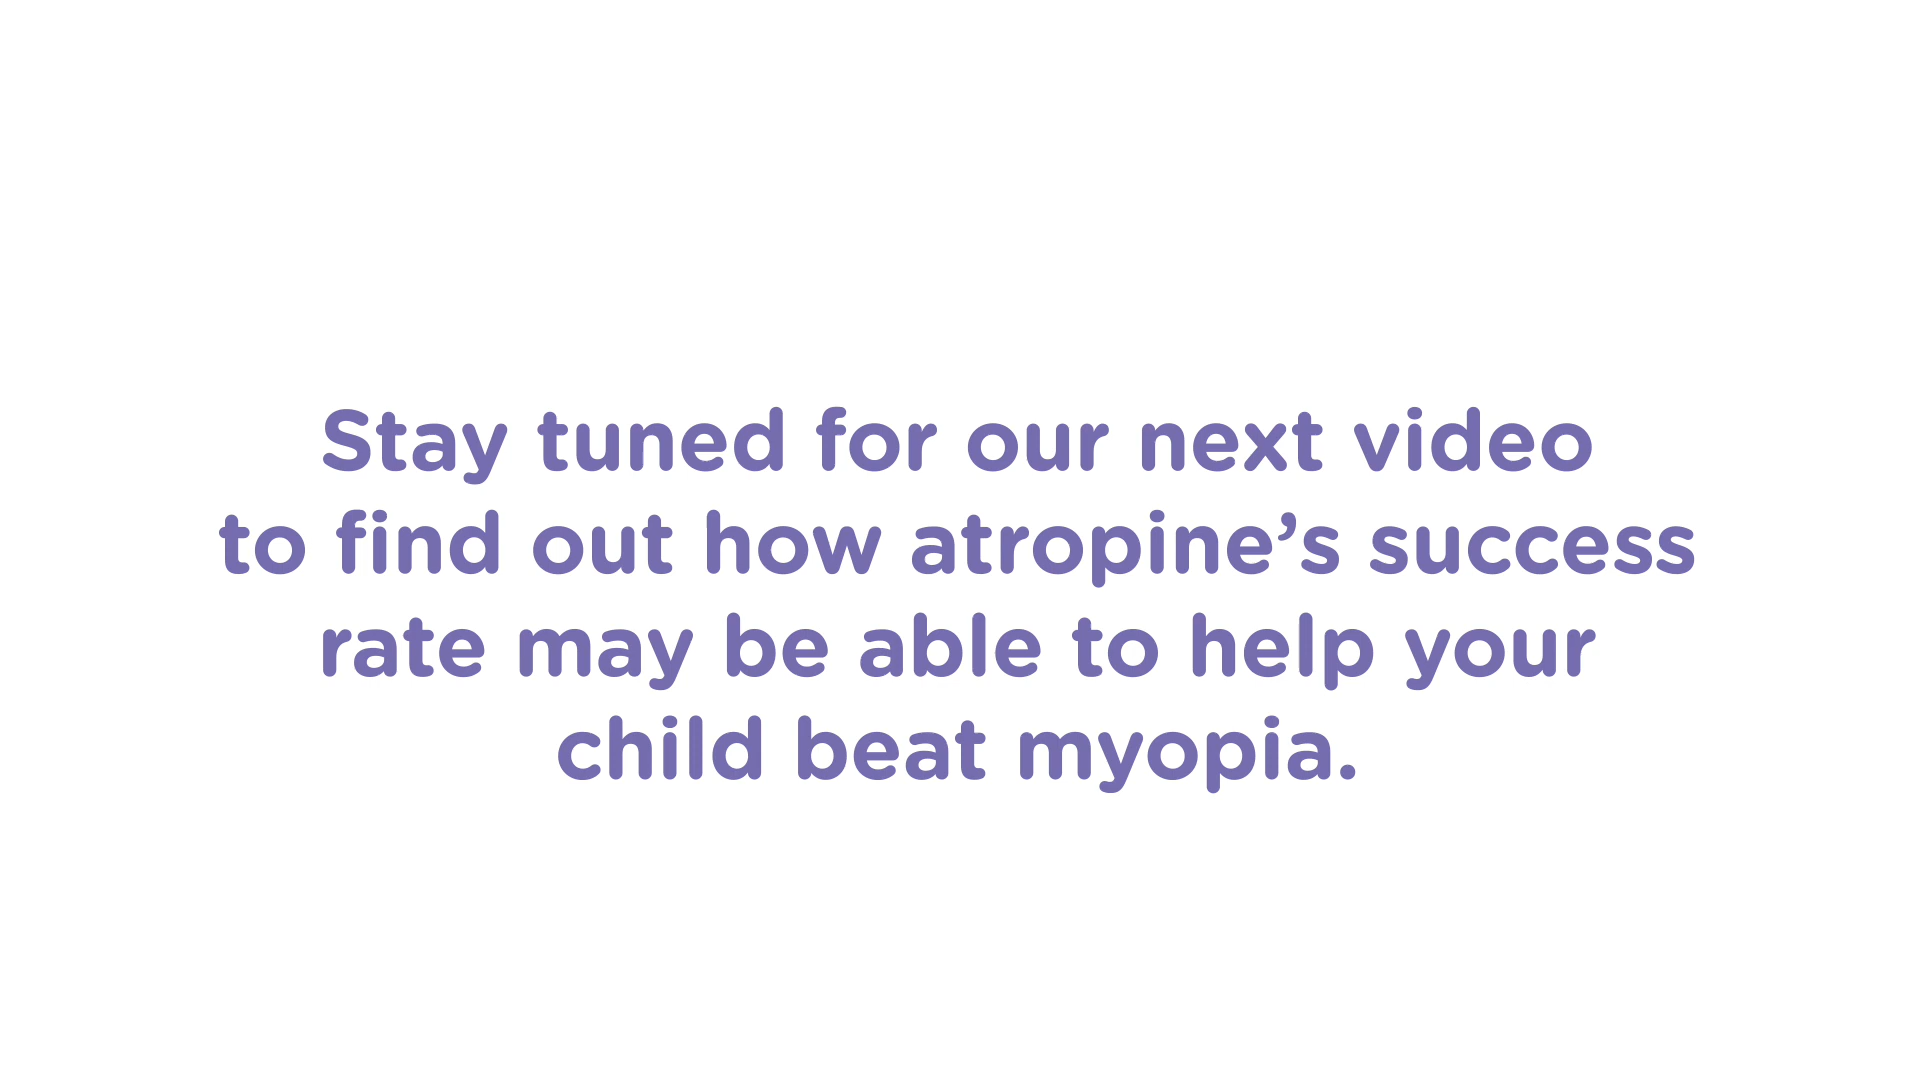 Stay tuned for our next video
to find out how atropine’s success
rate may be able to help your
child beat myopia.